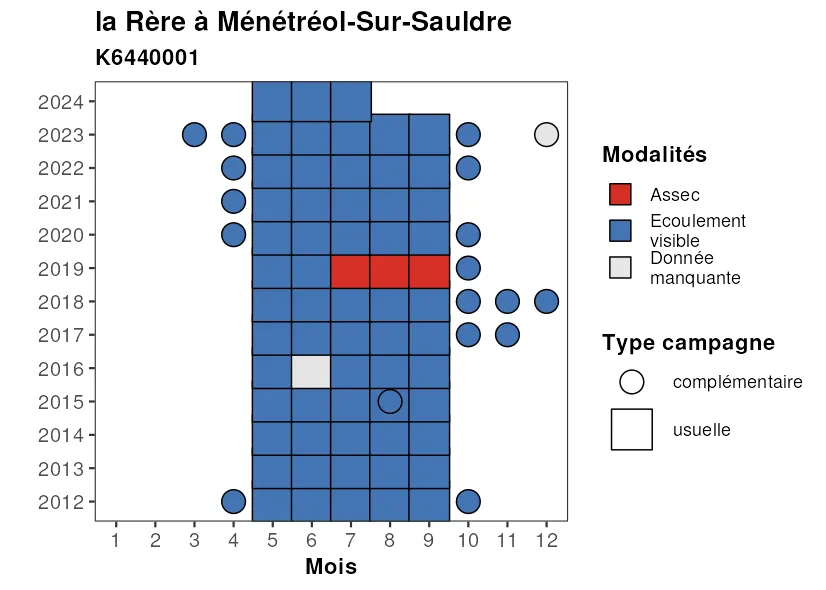 la Rère à Ménétréol-Sur-Sauldre
K6440001
2024
2023
2022
2021
2020
2019
2018
2017
2016
2015
2014
2013
2012
1 2 3 4 5 6 7 8 9 10 11 12
Mois
Modalités
Assec
Ecoulement
visible
Donnée
manquante
Type campagne
complémentaire
usuelle